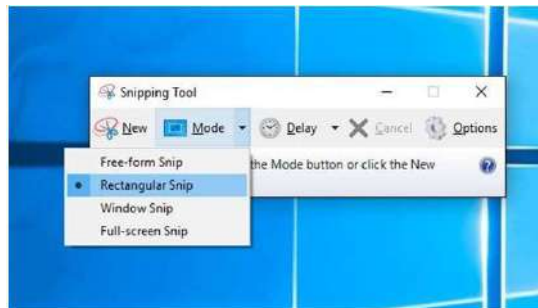 Snipping Tool
New Mode Delay Cancel Options
Free-form Snip
the Mode button or click the New
Rectangular Snip
Window Snip
Full-screen Snip